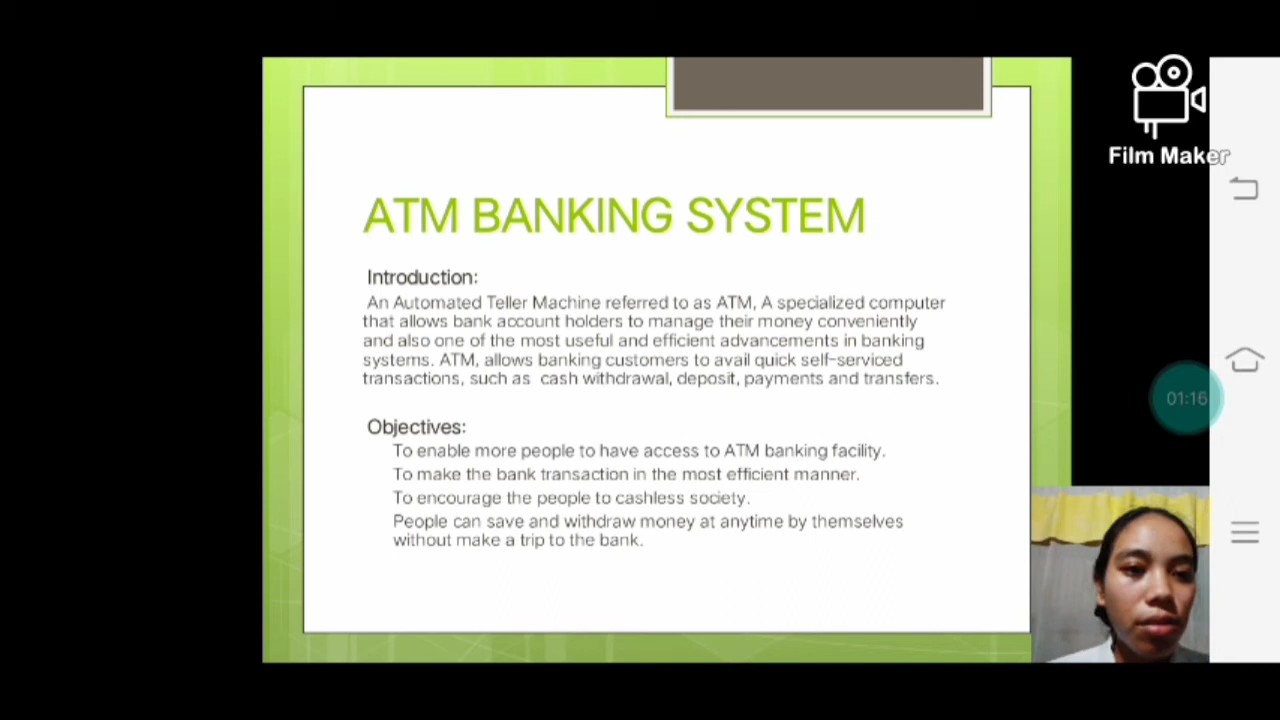 Film Maker
ATM BANKING SYSTEM
Introduction:
An Automated Teller Machine referred to as ATM, A specialized computer
that allows bank account holders to manage their money conveniently
and also one of the most useful and efficient advancements in banking
systems. ATM, allows banking customers to avail quick self-serviced
transactions, such as cash withdrawal, deposit, payments and transfers.
Objectives:
To enable more people to have access to ATM banking facility.
To make the bank transaction in the most efficient manner.
To encourage the people to cashless society.
People can save and withdraw money at anytime by themselves
without make a trip to the bank.
01:16